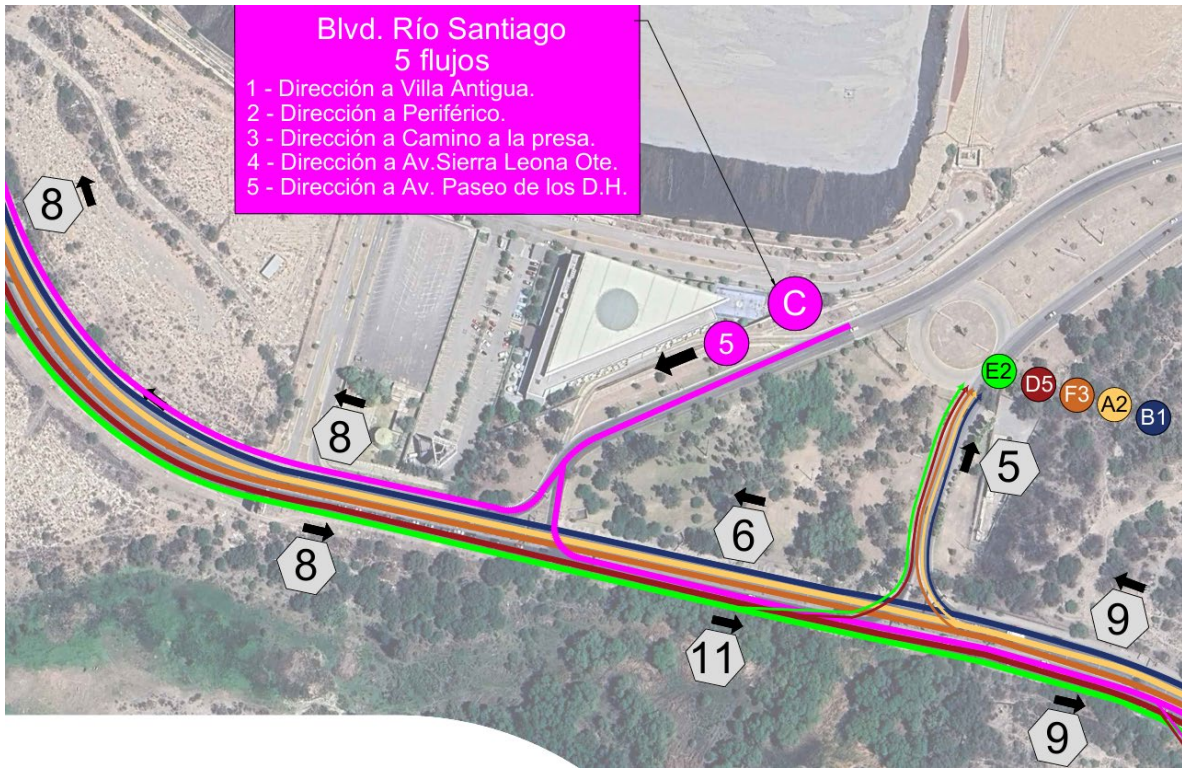 Blvd. Río Santiago
5 flujos
1 - Dirección a Villa Antigua.
2 - Dirección a Periférico.
3 - Dirección a Camino a la presa.
4 - Dirección a Av.Sierra Leona Ote.
5 - Dirección a Av. Paseo de los D.H.
8
C
5
E2
D5
F3
A2
B1
8
5
6
8
9
11
9